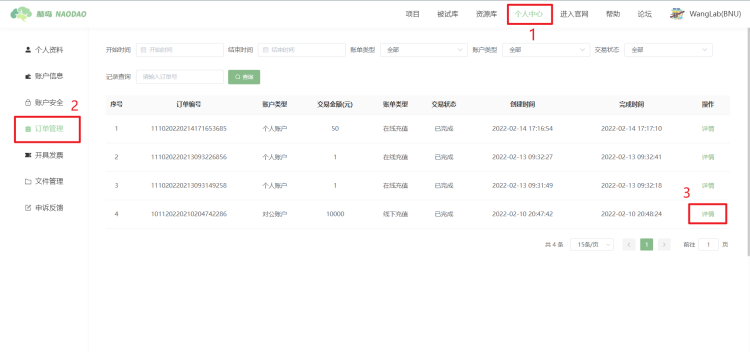 脑岛 NAODAO 项目 被试库 资源库 个人中心 进入官网 帮助 论坛 WangLab(BNU)
1
个人资料
账户信息
账户安全
2
订单管理
开具发票
文件管理
申诉反馈
开始时间 开始时间 结束时间 结束时间 账单类型 全部 账户类型 全部 交易状态 全部
记录查询 请输入订单号 查询
序号 订单编号 账户类型 交易金额(元) 账单类型 交易状态 创建时间 完成时间 操作
1 111020220214171653685 个人账户 50 在线充值 已完成 2022-02-14 17:16:54 2022-02-14 17:17:10 详情
2 111020220213093226856 个人账户 1 在线充值 已完成 2022-02-13 09:32:27 2022-02-13 09:32:41 详情
3 111020220213093149258 个人账户 1 在线充值 已完成 2022-02-13 09:31:49 2022-02-13 09:32:18 详情
3
4 101120220210204742286 对公账户 10000 线下充值 已完成 2022-02-10 20:47:42 2022-02-10 20:48:24 详情
共 4 条 15条/页 1 前往 1 页